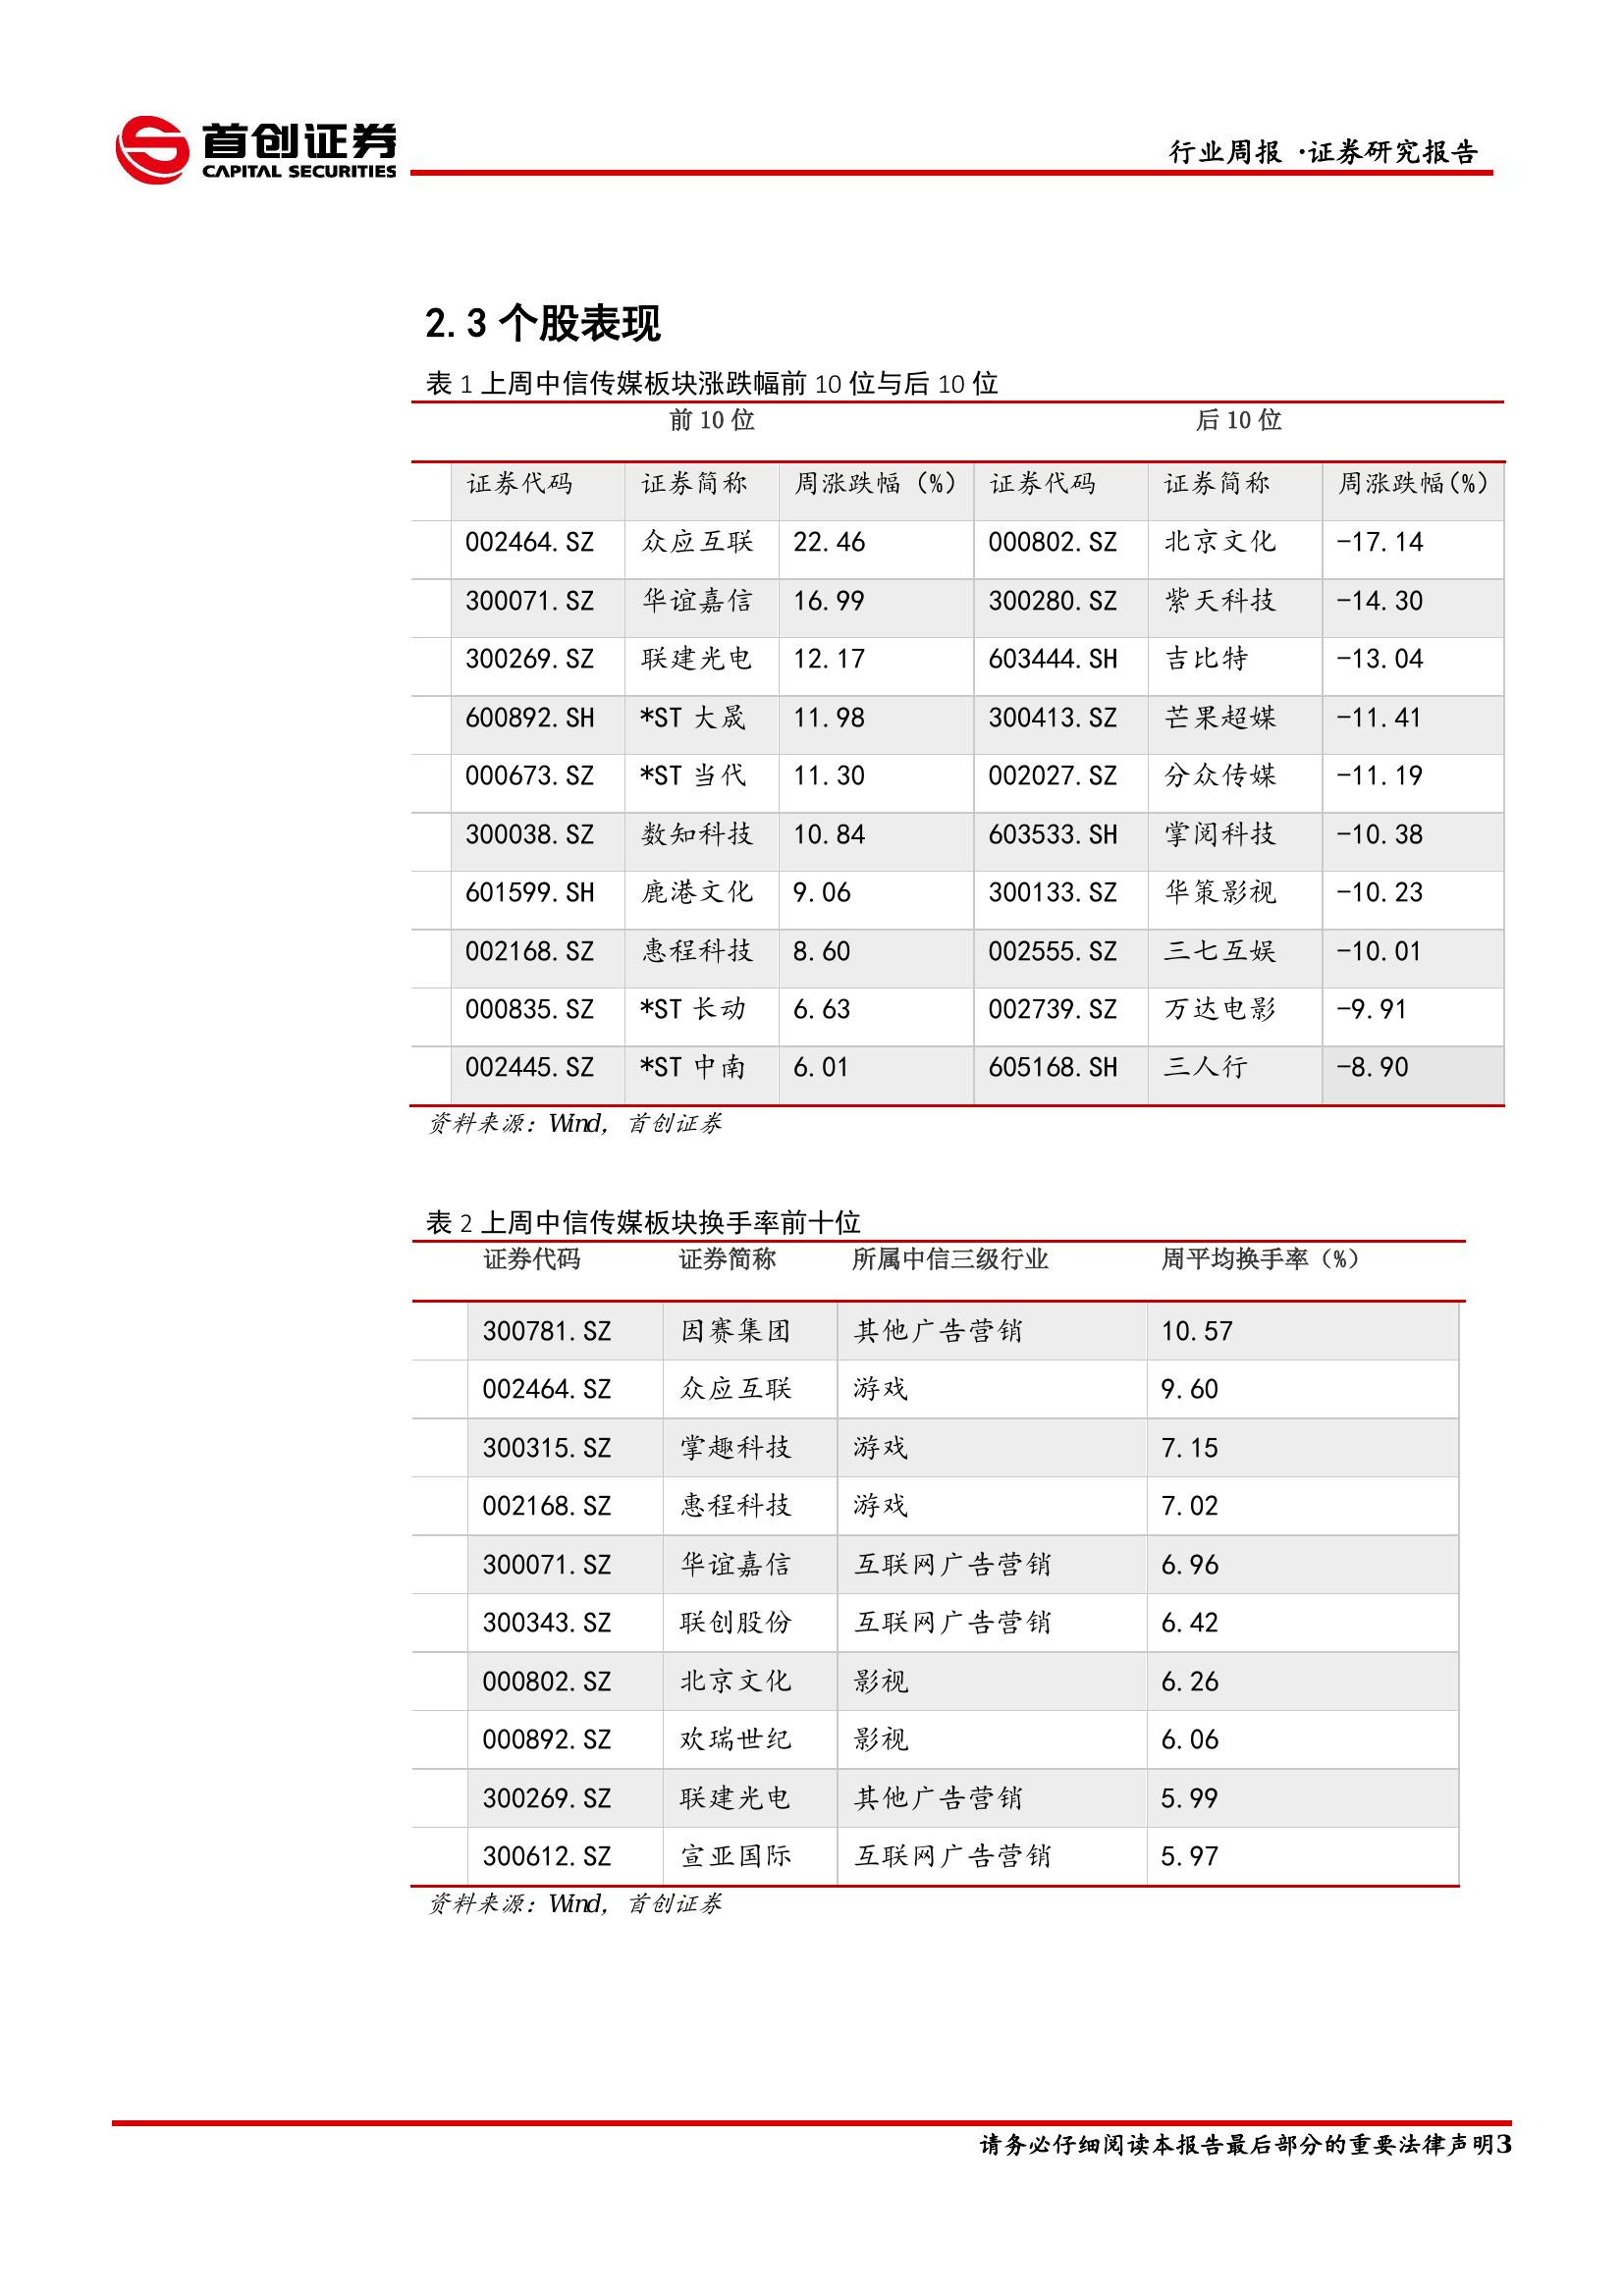 首创证券
CAPITAL SECURITIES
行业周报 ·证券研究报告
2.3 个股表现
表 1 上周中信传媒板块涨跌幅前 10 位与后 10 位
前 10 位 后 10 位
证券代码 证券简称 周涨跌幅（%） 证券代码 证券简称 周涨跌幅(%)
002464.SZ 众应互联 22.46 000802.SZ 北京文化 -17.14
300071.SZ 华谊嘉信 16.99 300280.SZ 紫天科技 -14.30
300269.SZ 联建光电 12.17 603444.SH 吉比特 -13.04
600892.SH *ST 大晟 11.98 300413.SZ 芒果超媒 -11.41
000673.SZ *ST 当代 11.30 002027.SZ 分众传媒 -11.19
300038.SZ 数知科技 10.84 603533.SH 掌阅科技 -10.38
601599.SH 鹿港文化 9.06 300133.SZ 华策影视 -10.23
002168.SZ 惠程科技 8.60 002555.SZ 三七互娱 -10.01
000835.SZ *ST 长动 6.63 002739.SZ 万达电影 -9.91
002445.SZ *ST 中南 6.01 605168.SH 三人行 -8.90
资料来源：Wind，首创证券
表 2 上周中信传媒板块换手率前十位
证券代码 证券简称 所属中信三级行业 周平均换手率（%）
300781.SZ 因赛集团 其他广告营销 10.57
002464.SZ 众应互联 游戏 9.60
300315.SZ 掌趣科技 游戏 7.15
002168.SZ 惠程科技 游戏 7.02
300071.SZ 华谊嘉信 互联网广告营销 6.96
300343.SZ 联创股份 互联网广告营销 6.42
000802.SZ 北京文化 影视 6.26
000892.SZ 欢瑞世纪 影视 6.06
300269.SZ 联建光电 其他广告营销 5.99
300612.SZ 宣亚国际 互联网广告营销 5.97
资料来源：Wind，首创证券
请务必仔细阅读本报告最后部分的重要法律声明3